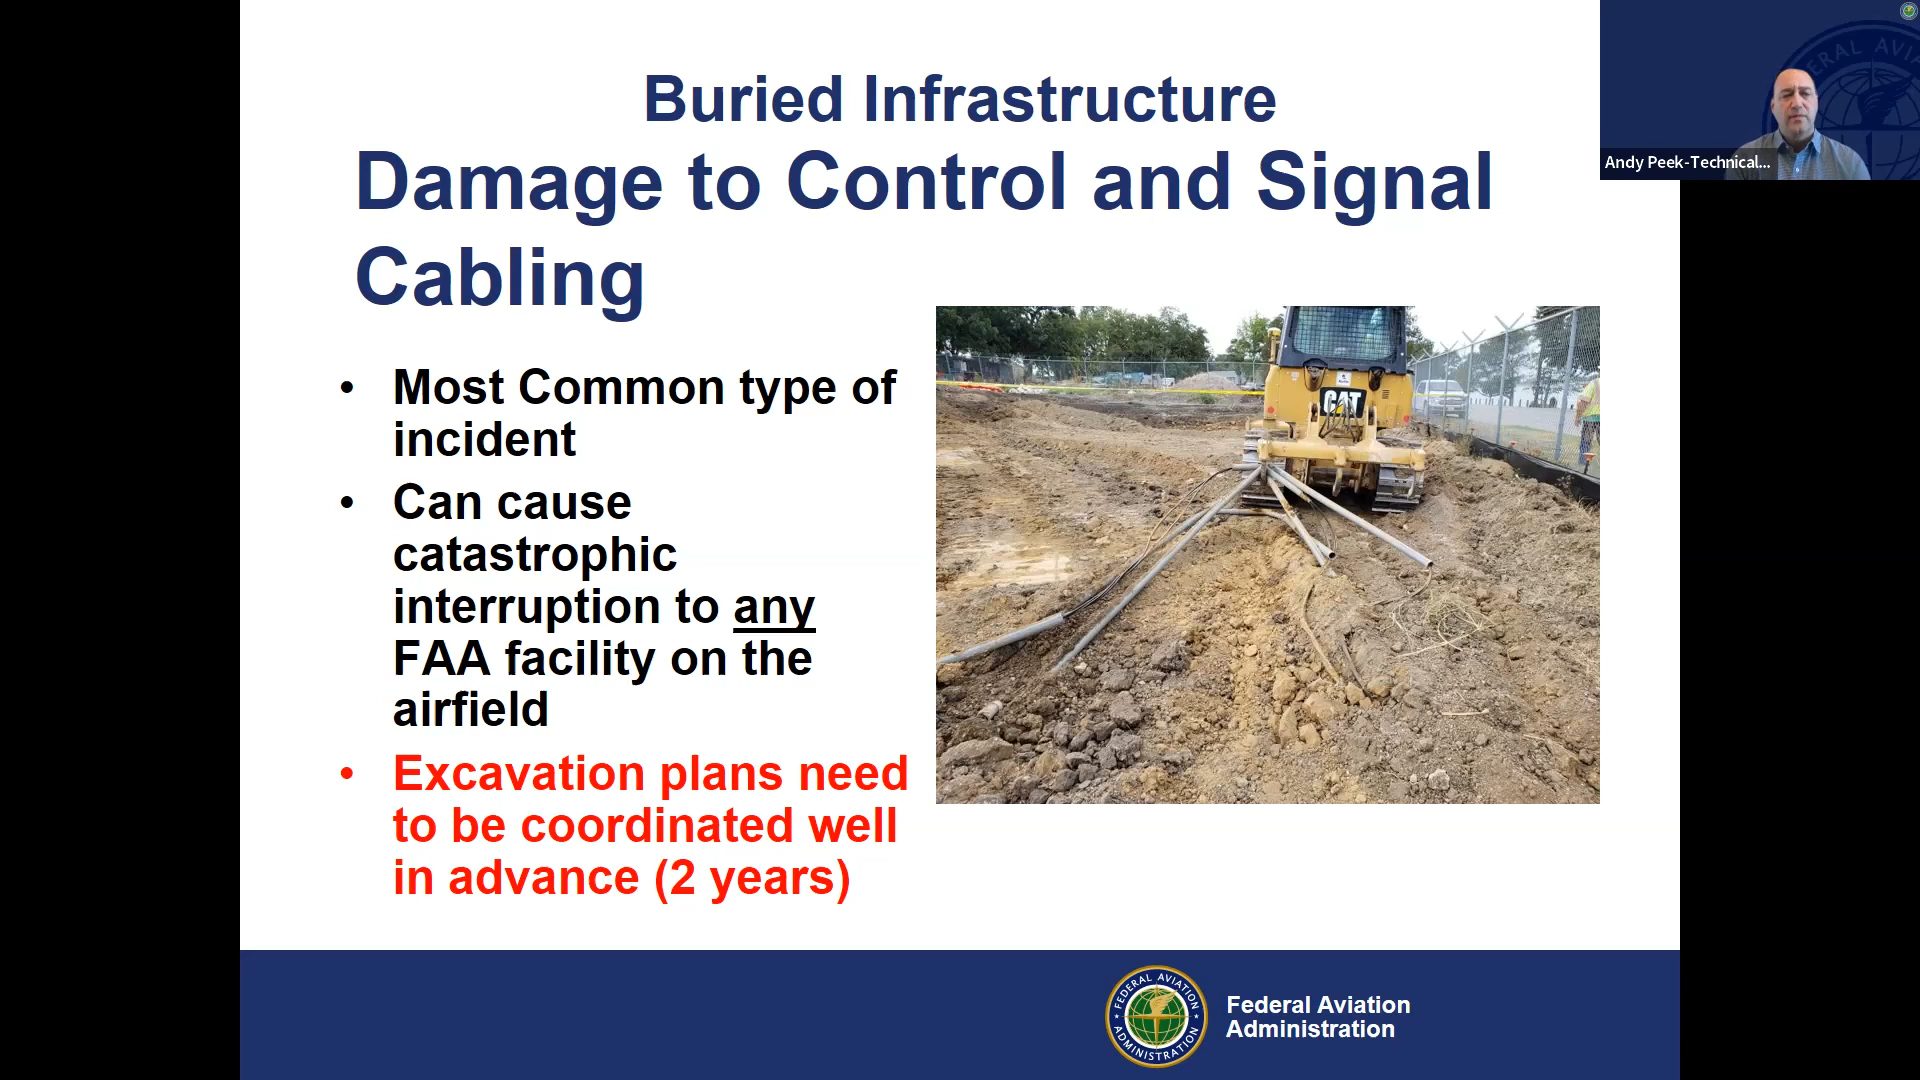 Buried Infrastructure
Damage to Control and Signal
Cabling
• Most Common type of
incident
• Can cause
catastrophic
interruption to any
FAA facility on the
airfield
• Excavation plans need
to be coordinated well
in advance (2 years)
CAT
FEDERAL AVIATION
ADMINISTRATION
Federal Aviation
Administration
Andy Peek-Technical...